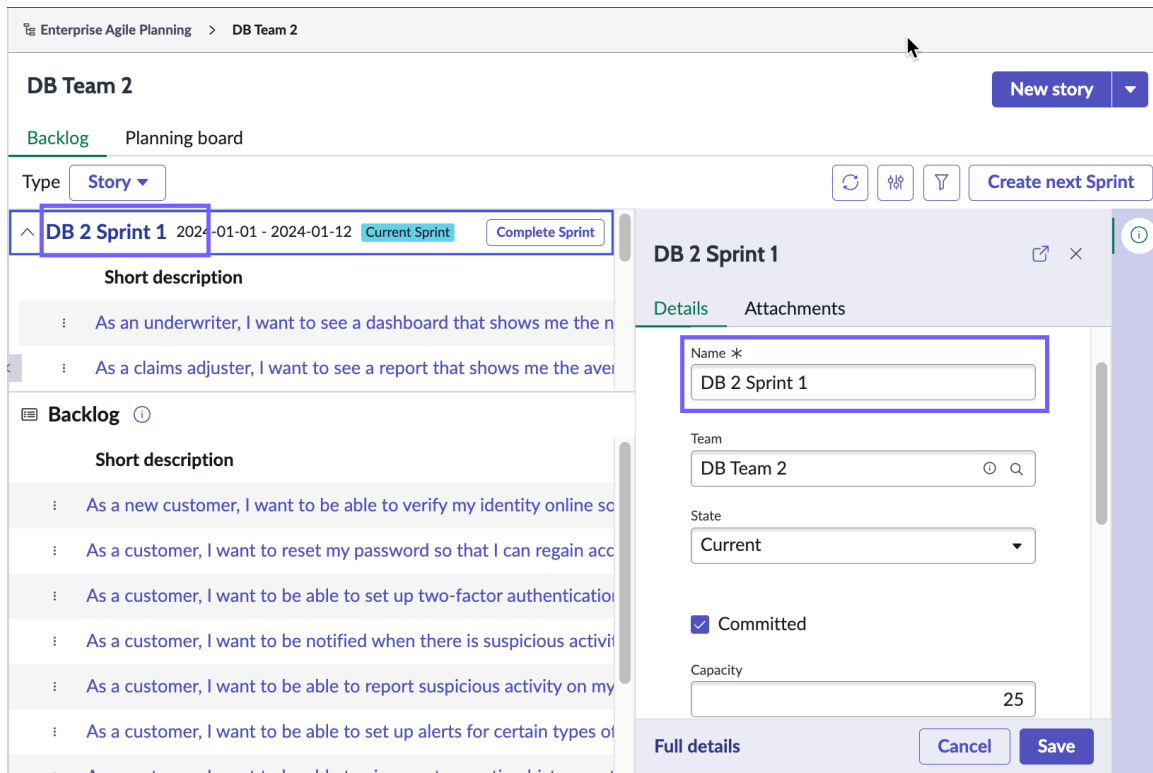 Enterprise Agile Planning > DB Team 2
DB Team 2
New story
Backlog Planning board
Type Story
Create next Sprint
DB 2 Sprint 1 2024-01-01 - 2024-01-12 Current Sprint Complete Sprint
Short description
As an underwriter, I want to see a dashboard that shows me the n
As a claims adjuster, I want to see a report that shows me the aver
Backlog
Short description
As a new customer, I want to be able to verify my identity online so
As a customer, I want to reset my password so that I can regain acc
As a customer, I want to be able to set up two-factor authentication
As a customer, I want to be notified when there is suspicious activit
As a customer, I want to be able to report suspicious activity on my
As a customer, I want to be able to set up alerts for certain types of
DB 2 Sprint 1
Details Attachments
Name *
DB 2 Sprint 1
Team
DB Team 2
State
Current
Committed
Capacity
25
Full details Cancel Save